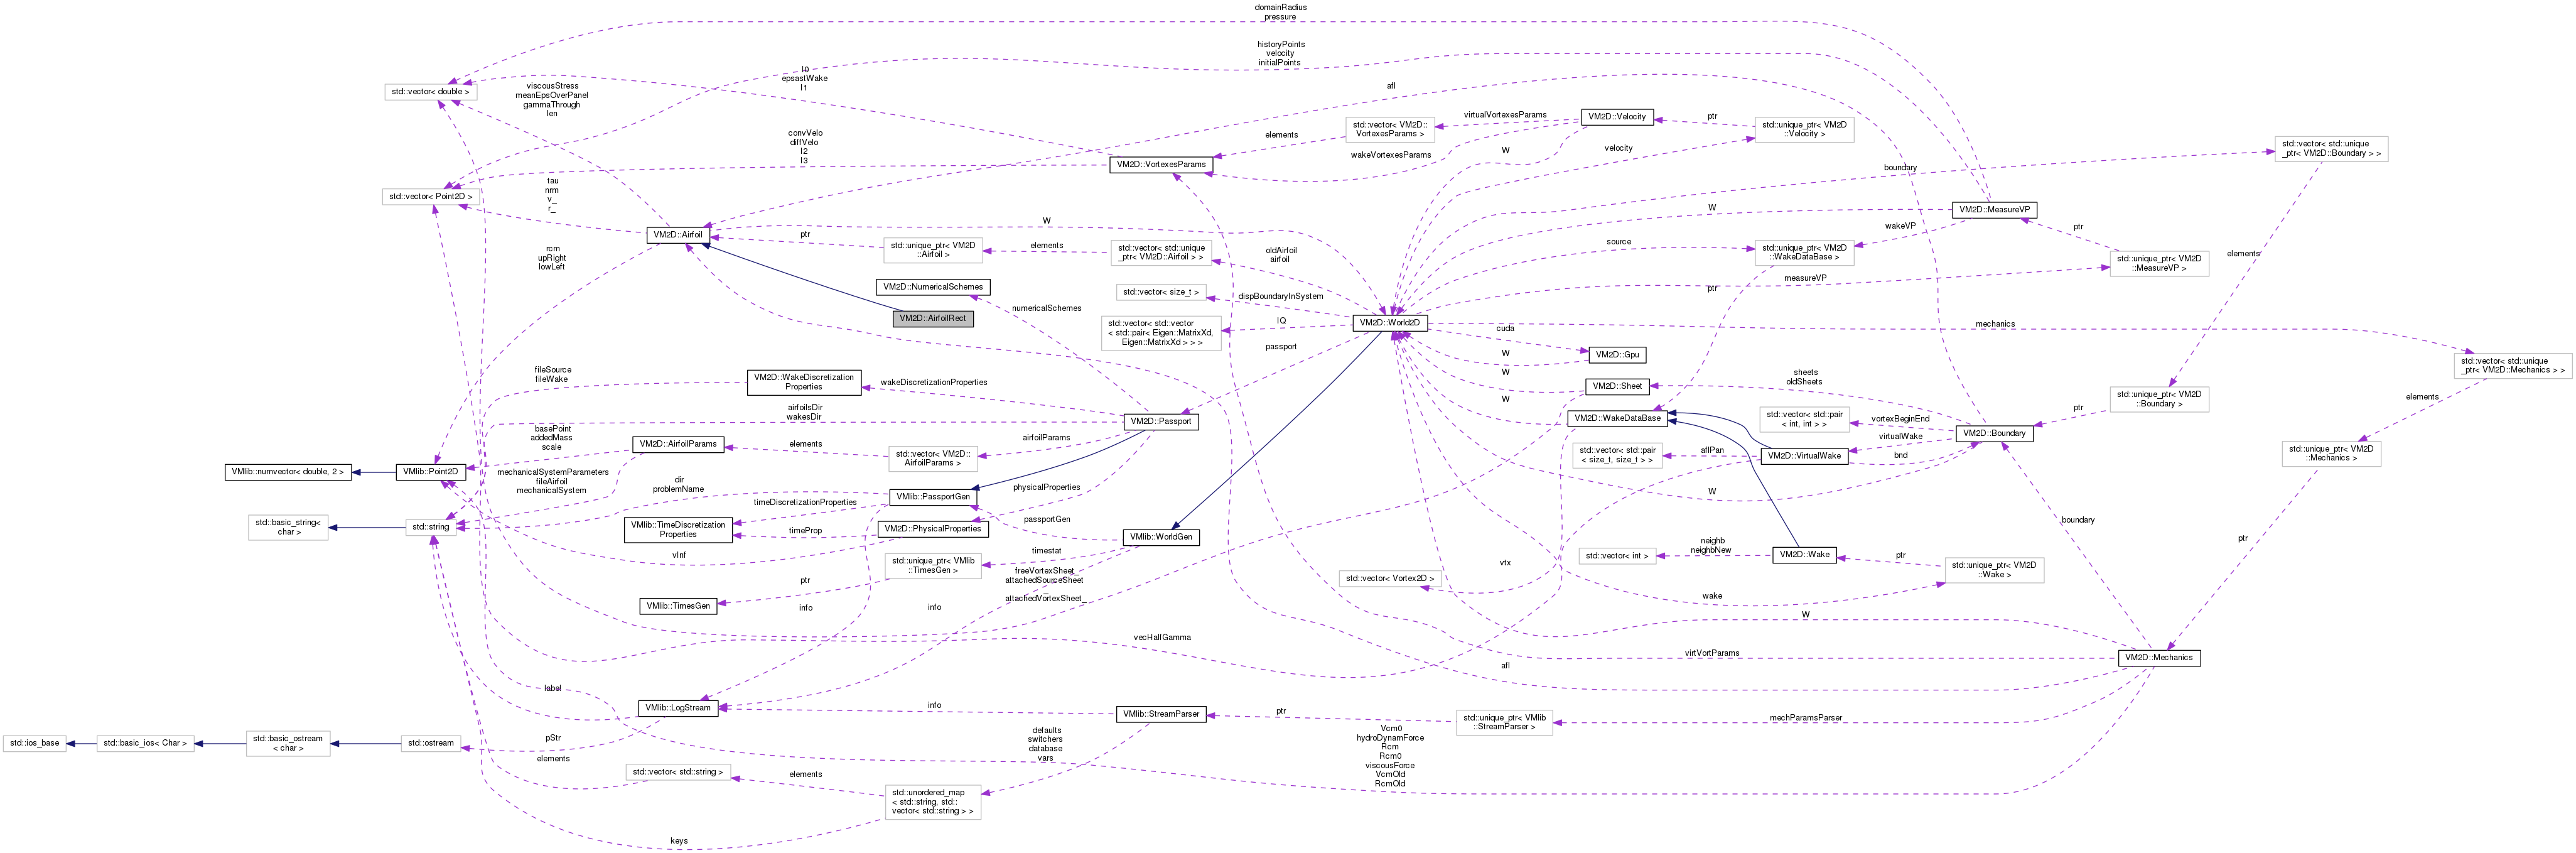 domainRadius
pressure
historyPoints
velocity
initialPoints
l0
epsastWake
l1
viscousStress
meanEpsOverPanel
gammaThrough
len
std::vector< double >
afl
virtualVortexesParams
VM2D::Velocity
ptr
std::unique_ptr< VM2D
::Velocity >
std::vector< VM2D::
VortexesParams >
elements
convVelo
diffVelo
l2
l3
wakeVortexesParams
W
velocity
VM2D::VortexesParams
boundary
std::vector< std::unique
_ptr< VM2D::Boundary > >
tau
nrm
v_
r_
std::vector< Point2D >
W
W
VM2D::MeasureVP
VM2D::Airfoil
ptr
std::unique_ptr< VM2D
::Airfoil >
elements
std::vector< std::unique
_ptr< VM2D::Airfoil > >
oldAirfoil
airfoil
source
std::unique_ptr< VM2D
::WakeDataBase >
wakeVP
ptr
std::unique_ptr< VM2D
::MeasureVP >
elements
rcm
upRight
lowLeft
VM2D::NumericalSchemes
numericalSchemes
std::vector< size_t >
dispBoundaryInSystem
measureVP
ptr
VM2D::AirfoilRect
std::vector< std::vector
< std::pair< Eigen::MatrixXd,
Eigen::MatrixXd > > >
IQ
VM2D::World2D
cuda
mechanics
passport
W
VM2D::Gpu
std::vector< std::unique
_ptr< VM2D::Mechanics > >
fileSource
fileWake
VM2D::WakeDiscretization
Properties
wakeDiscretizationProperties
W
VM2D::Sheet
sheets
oldSheets
std::unique_ptr< VM2D
::Boundary >
elements
airfoilsDir
wakesDir
VM2D::Passport
W
VM2D::WakeDataBase
std::vector< std::pair
< int, int > >
vortexBeginEnd
ptr
basePoint
addedMass
scale
VM2D::AirfoilParams
elements
std::vector< VM2D::
AirfoilParams >
airfoilParams
virtualWake
VM2D::Boundary
std::vector< std::pair
< size_t, size_t > >
aflPan
VM2D::VirtualWake
bnd
std::unique_ptr< VM2D
::Mechanics >
VMlib::numvector< double, 2 >
VMlib::Point2D
mechanicalSystemParameters
fileAirfoil
mechanicalSystem
dir
problemName
VMlib::PassportGen
physicalProperties
W
timeDiscretizationProperties
std::basic_string<
char >
std::string
VMlib::TimeDiscretization
Properties
timeProp
VM2D::PhysicalProperties
passportGen
VMlib::WorldGen
boundary
ptr
vInf
timestat
std::unique_ptr< VMlib
::TimesGen >
ptr
VMlib::TimesGen
freeVortexSheet_
attachedSourceSheet_
attachedVortexSheet_
std::vector< Vortex2D >
vtx
std::vector< int >
neighb
neighbNew
VM2D::Wake
ptr
std::unique_ptr< VM2D
::Wake >
wake
info
info
W
vecHalfGamma
virtVortParams
VM2D::Mechanics
afl
label
VMlib::LogStream
info
VMlib::StreamParser
ptr
std::unique_ptr< VMlib
::StreamParser >
mechParamsParser
std::ios_base
std::basic_ios< Char >
std::basic_ostream
< char >
std::ostream
pStr
defaults
switchers
database
vars
Vcm0
hydroDynamForce
Rcm
Rcm0
viscousForce
VcmOld
RcmOld
elements
std::vector< std::string >
elements
std::unordered_map
< std::string, std::
vector< std::string > >
keys